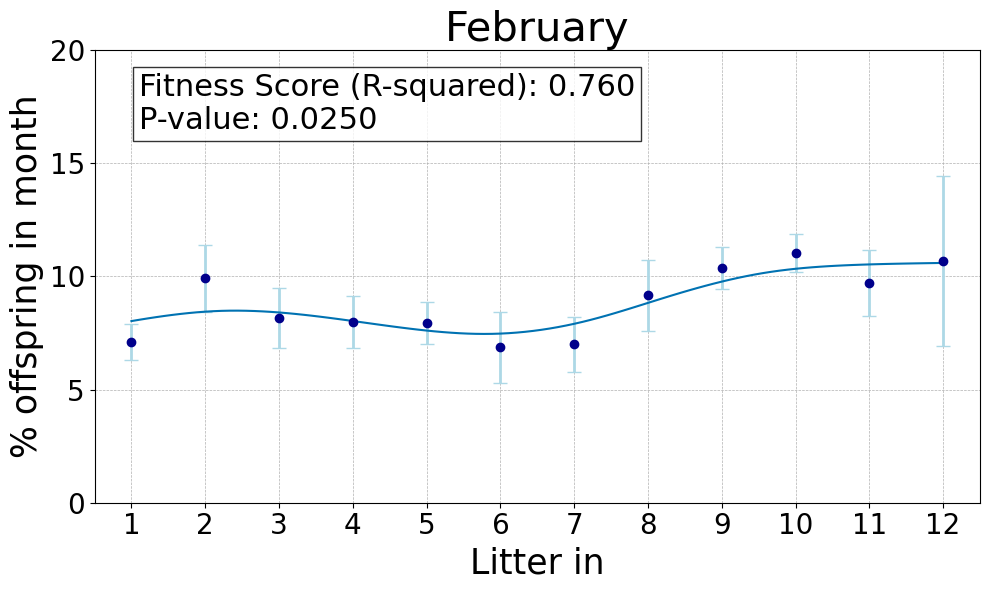 February
Fitness Score (R-squared): 0.760
P-value: 0.0250
% offspring in month
20
15
10
5
0
1 2 3 4 5 6 7 8 9 10 11 12
Litter in